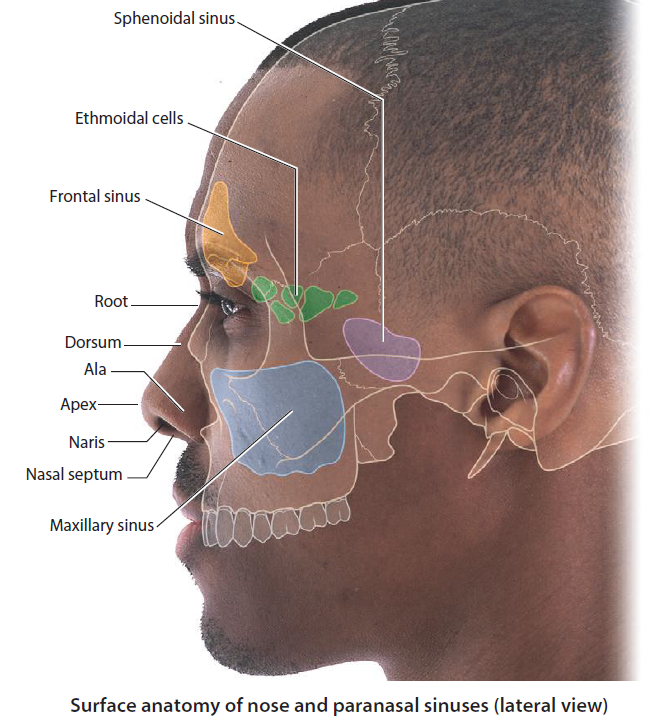 Sphenoidal sinus
Ethmoidal cells
Frontal sinus
Root
Dorsum
Ala
Apex
Naris
Nasal septum
Maxillary sinus
Surface anatomy of nose and paranasal sinuses (lateral view)